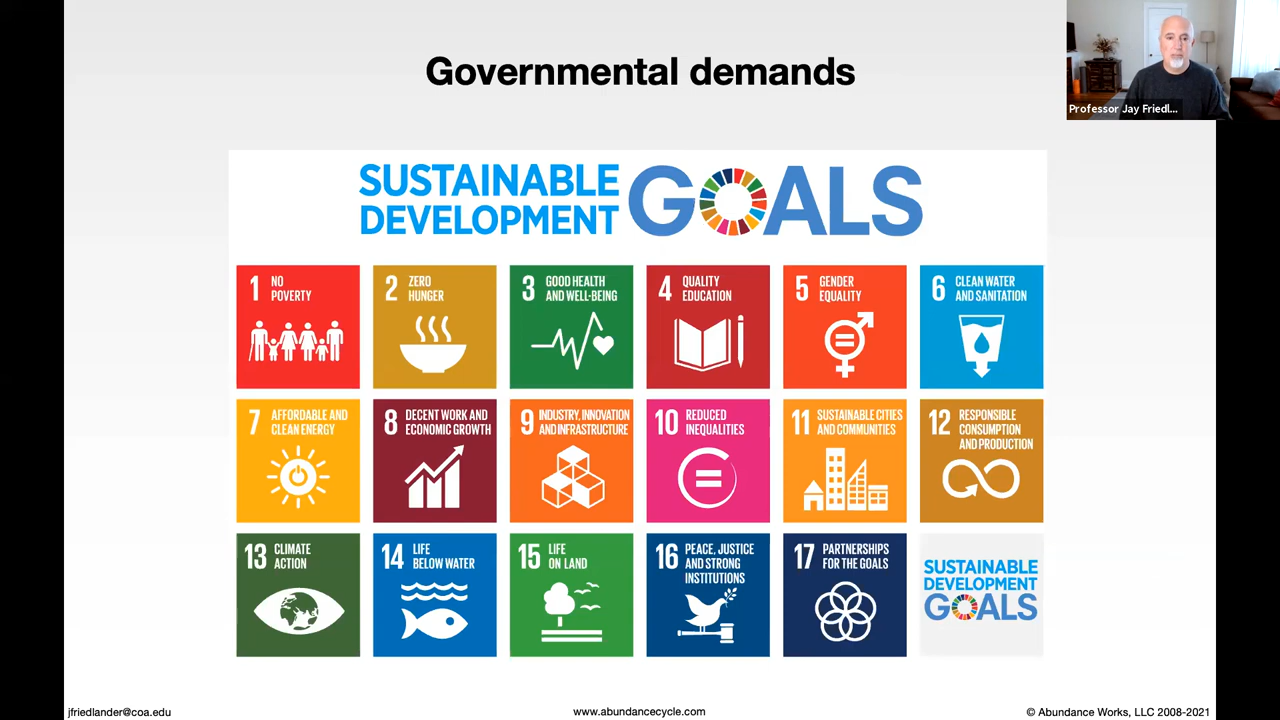 Governmental demands
Professor Jay Friedl...
SUSTAINABLE
DEVELOPMENT
GOALS
1 NO
POVERTY
2 ZERO
HUNGER
3 GOOD HEALTH
AND WELL-BEING
4 QUALITY
EDUCATION
5 GENDER
EQUALITY
6 CLEAN WATER
AND SANITATION
7 AFFORDABLE AND
CLEAN ENERGY
8 DECENT WORK AND
ECONOMIC GROWTH
9 INDUSTRY, INNOVATION
AND INFRASTRUCTURE
10 REDUCED
INEQUALITIES
11 SUSTAINABLE CITIES
AND COMMUNITIES
12 RESPONSIBLE
CONSUMPTION
AND PRODUCTION
13 CLIMATE
ACTION
14 LIFE
BELOW WATER
15 LIFE
ON LAND
16 PEACE, JUSTICE
AND STRONG
INSTITUTIONS
17 PARTNERSHIPS
FOR THE GOALS
SUSTAINABLE
DEVELOPMENT
GOALS
jfriedlander@coa.edu
www.abundancecycle.com
© Abundance Works, LLC 2008-2021